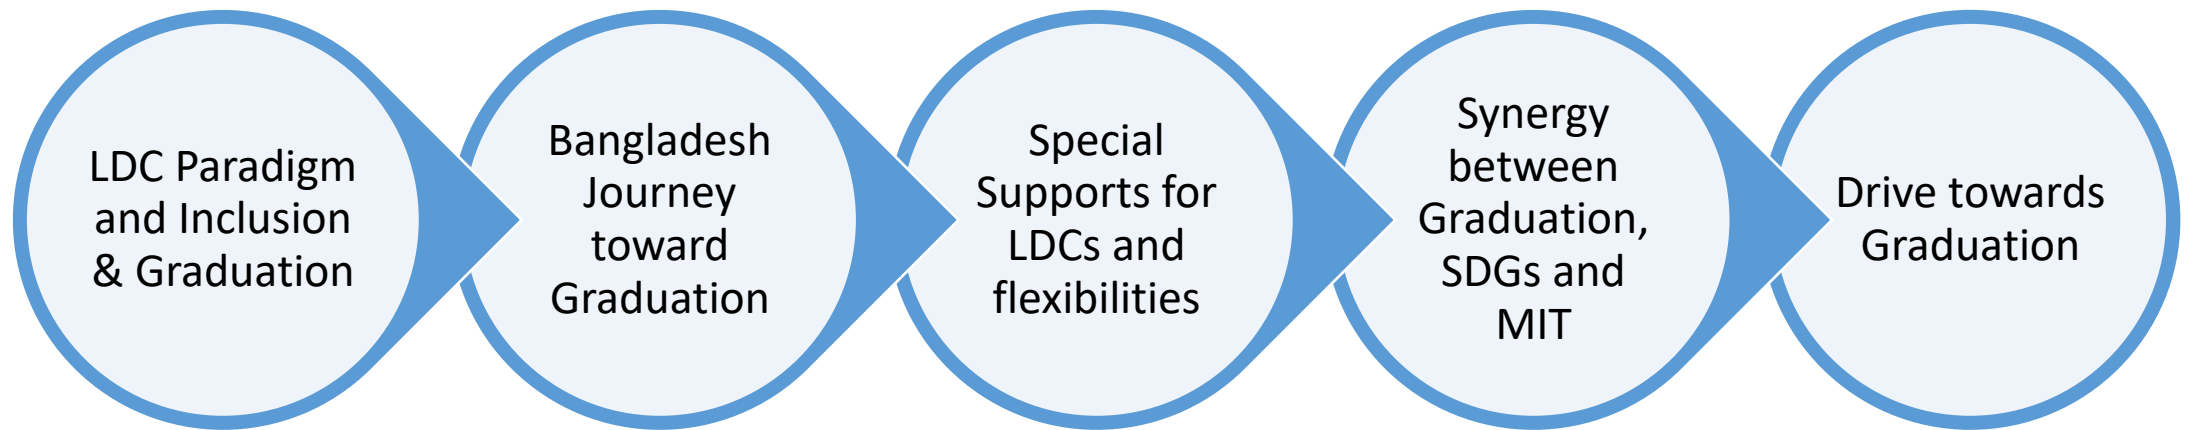 LDC Paradigm
and Inclusion
& Graduation
Bangladesh
Journey
toward
Graduation
Special
Supports for
LDCs and
flexibilities
Synergy
between
Graduation,
SDGs and
MIT
Drive towards
Graduation